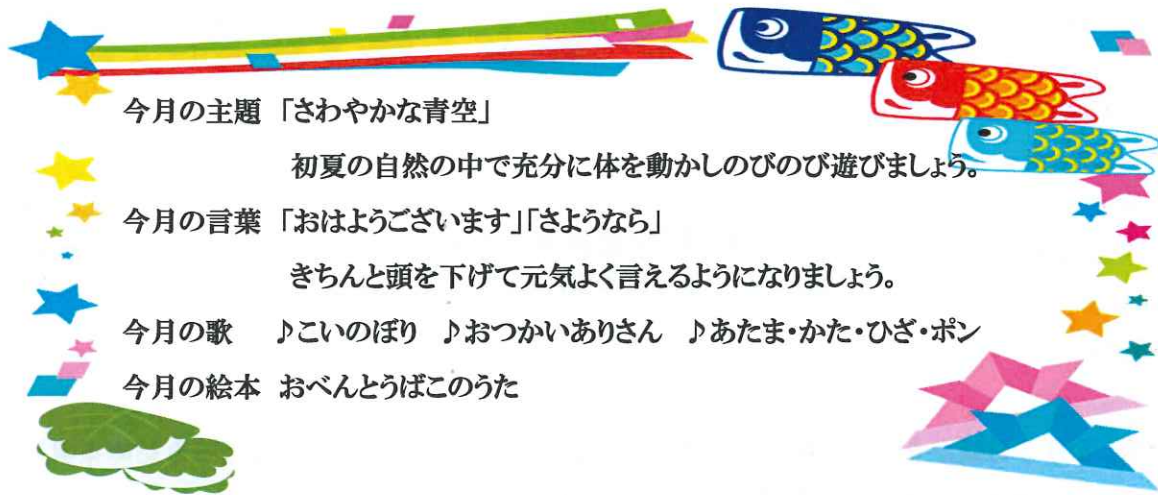 今月の主題 「さわやかな青空」
初夏の自然の中で充分に体を動かしのびのび遊びましょう。
今月の言葉 「おはようございます」「さようなら」
きちんと頭を下げて元気よく言えるようになりましょう。
今月の歌 ♪こいのぼり ♪おつかいありさん ♪あたま・かた・ひざ・ポン
今月の絵本 おべんとうばこのうた